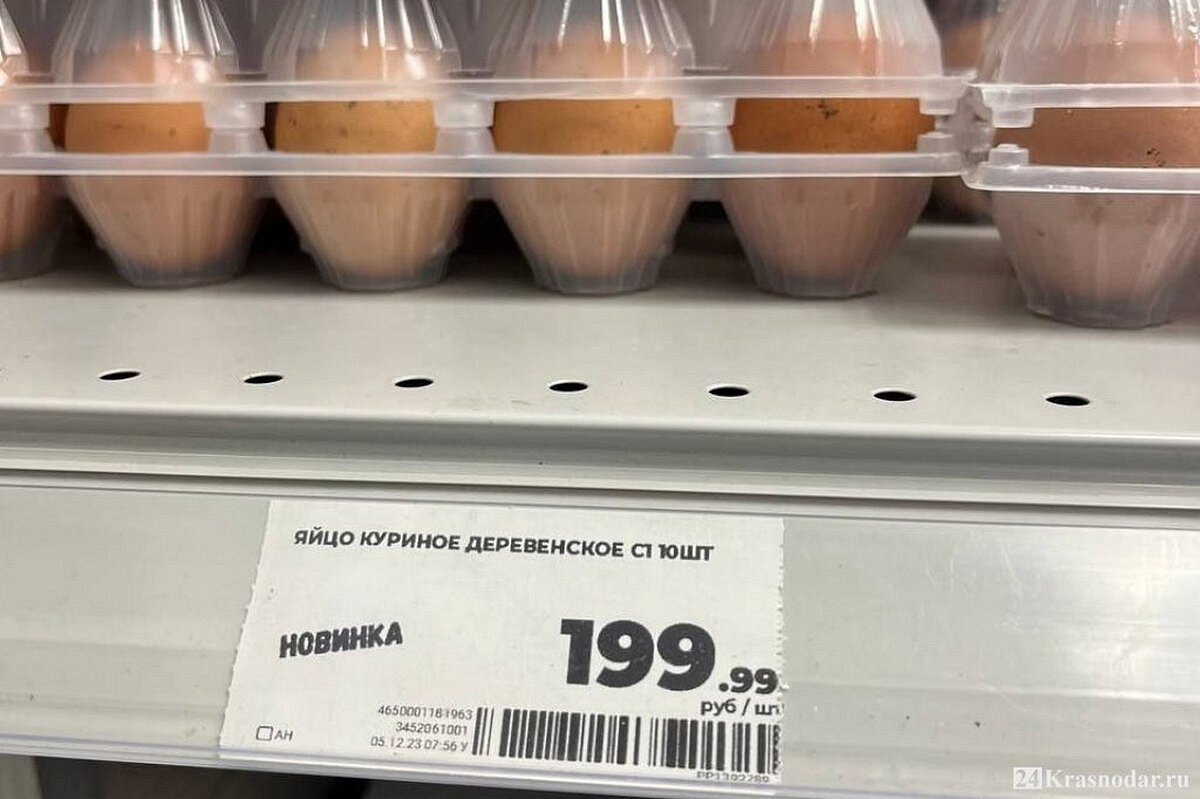 ЯЙЦО КУРИНОЕ ДЕРЕВЕНСКОЕ С1 10ШТ
НОВИНКА
199.99
руб / шт
4650001181963
3452061001
05.12.23 07:56 У
АН
24Krasnodar.ru